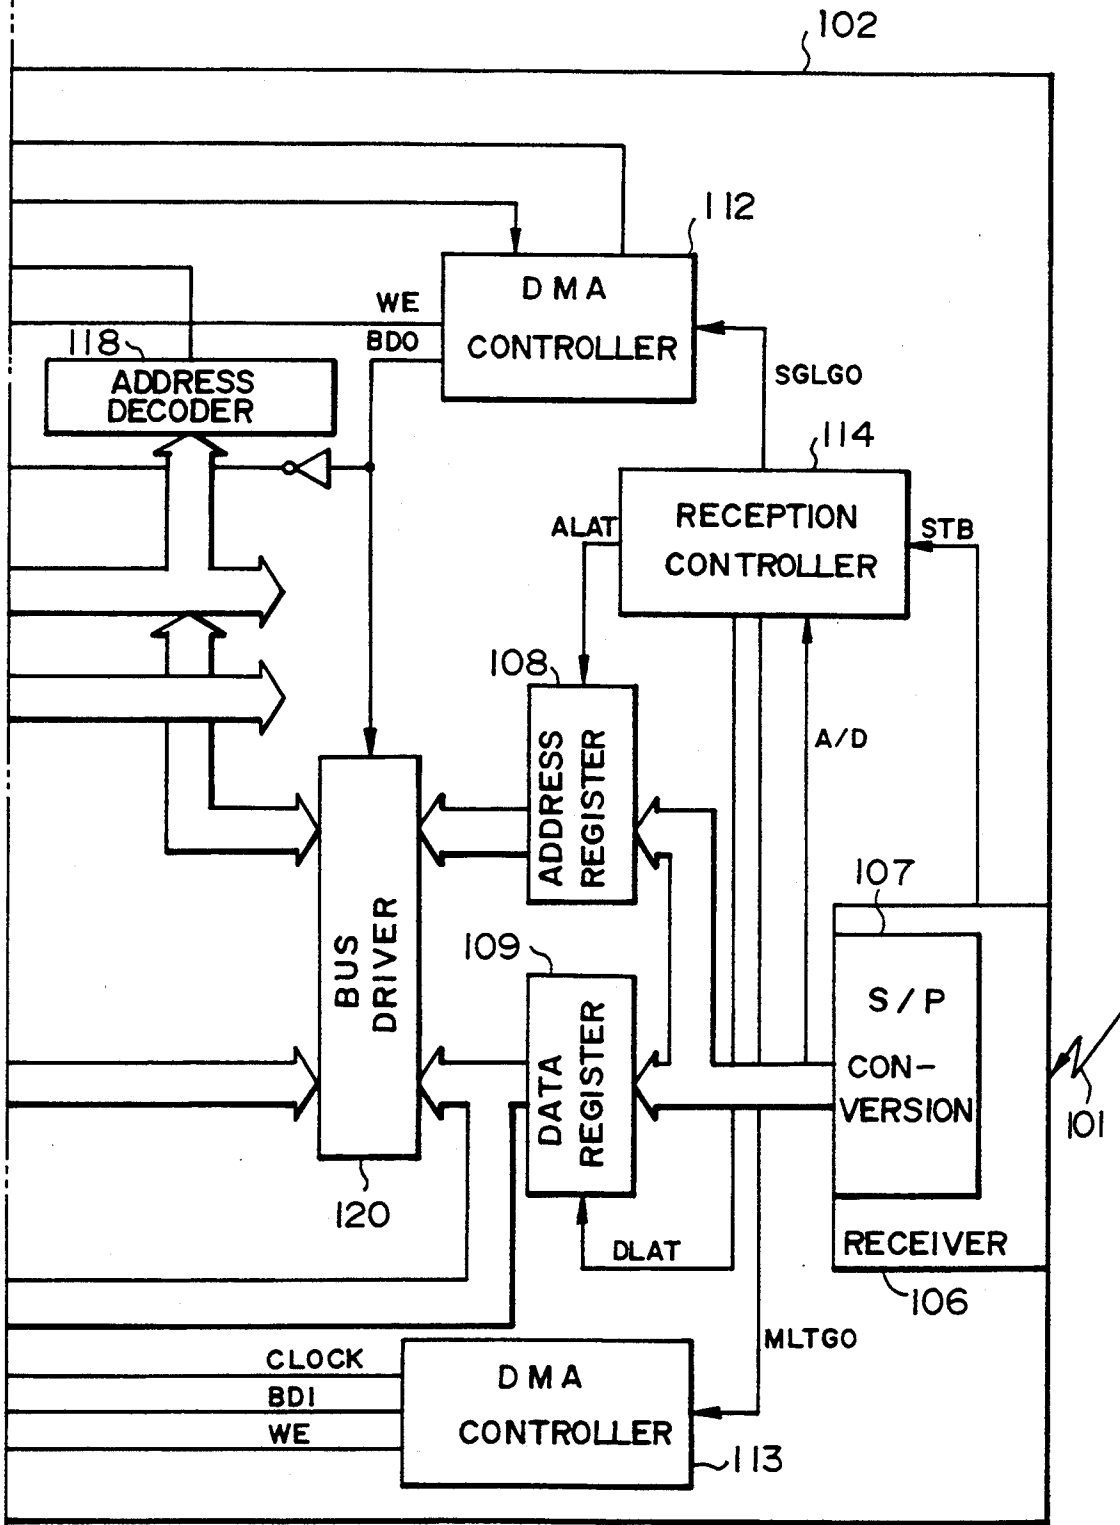 102
112
DMA
CONTROLLER
WE
BDO
118
ADDRESS
DECODER
SGLGO
114
RECEPTION
CONTROLLER
ALAT
STB
108
ADDRESS
REGISTER
A/D
107
S/P
CON-
VERSION
BUS
DRIVER
109
DATA
REGISTER
101
120
DLAT
RECEIVER
106
MLTGO
CLOCK
BDI
WE
DMA
CONTROLLER
113